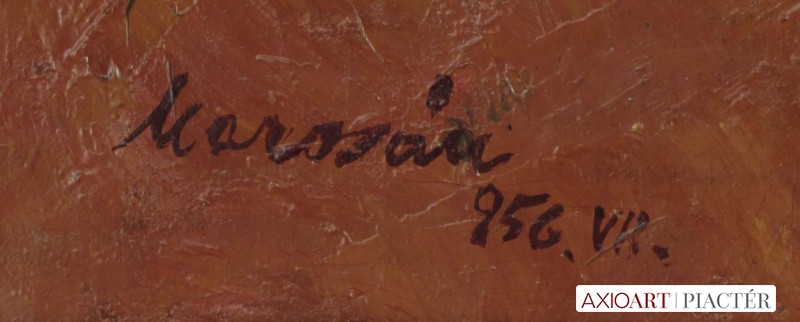 Marosán
956. VII.
AXIOART | PIACTÉR